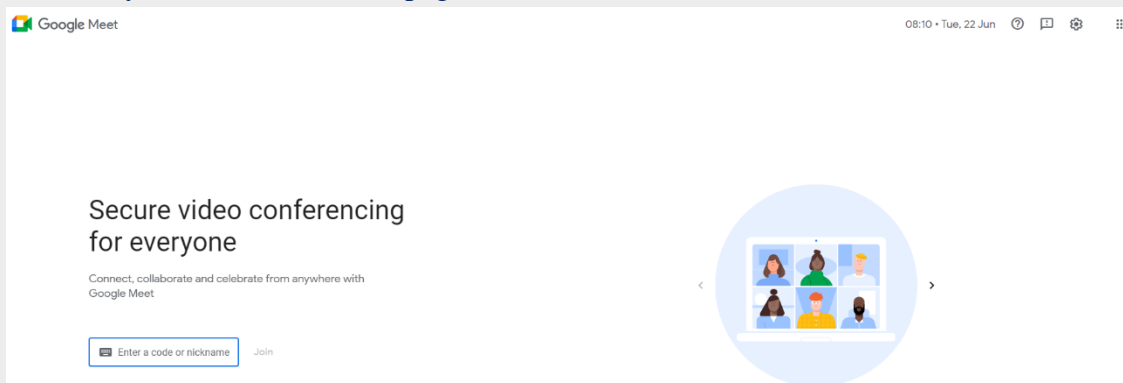 Google Meet
08:10 • Tue, 22 Jun
Secure video conferencing
for everyone
Connect, collaborate and celebrate from anywhere with
Google Meet
Enter a code or nickname
Join